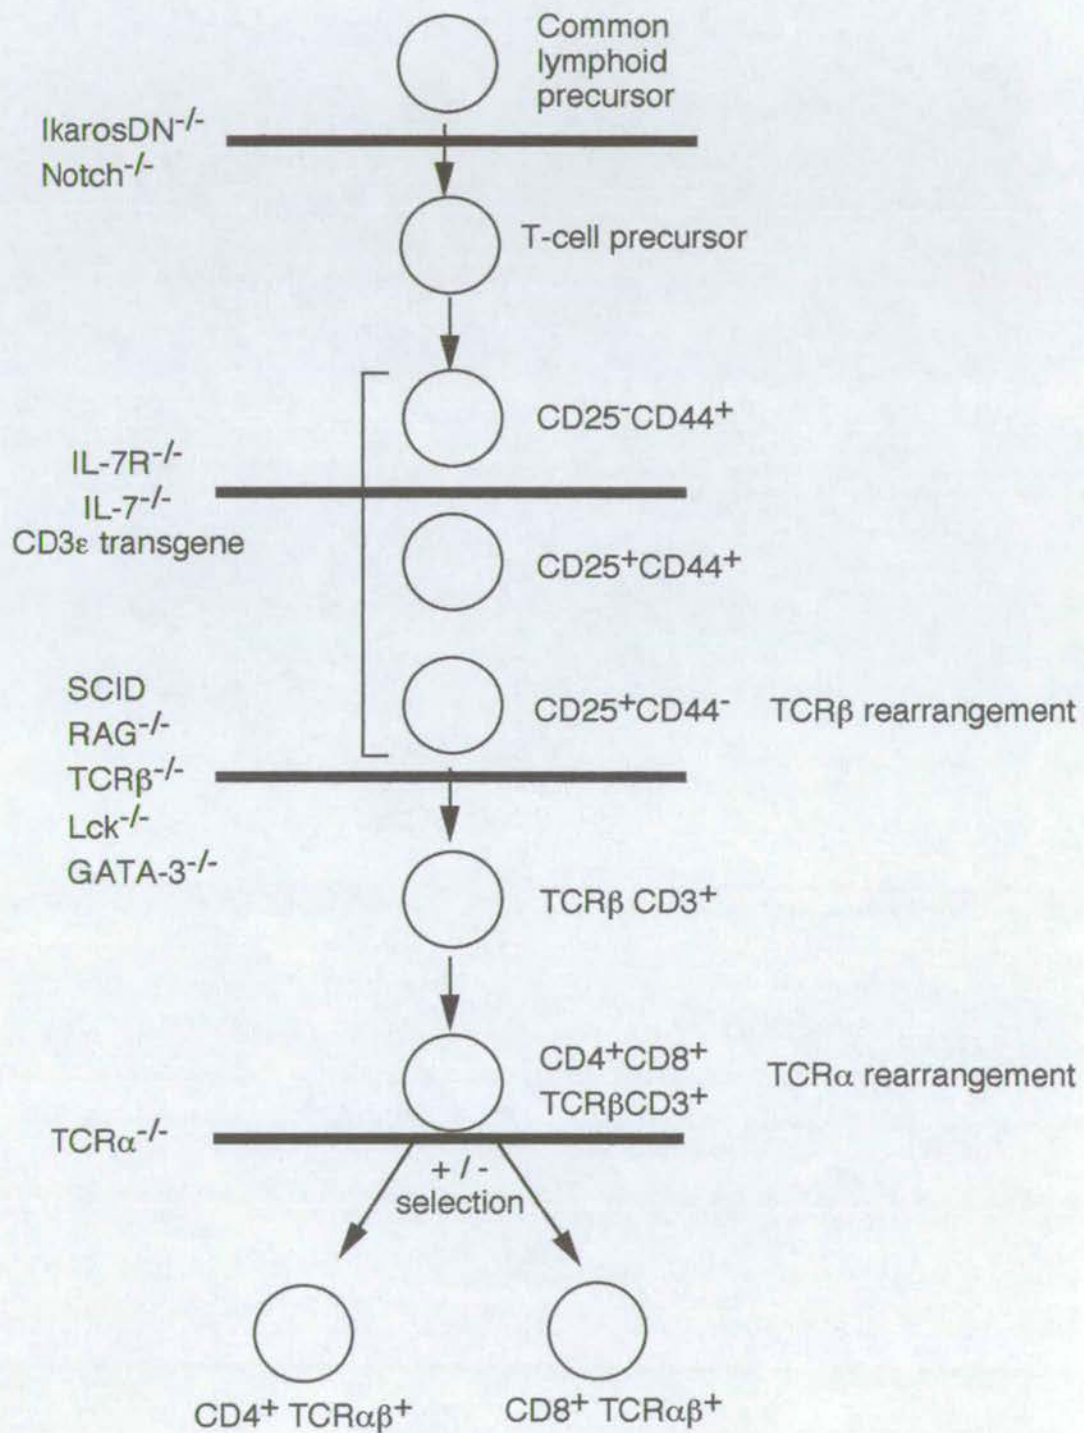 Common
lymphoid
precursor
IkarosDN⁻/⁻
Notch⁻/⁻
T-cell precursor
CD25⁻CD44⁺
IL-7R⁻/⁻
IL-7⁻/⁻
CD3ε transgene
CD25⁺CD44⁺
SCID
RAG⁻/⁻
TCRβ⁻/⁻
Lck⁻/⁻
GATA-3⁻/⁻
CD25⁺CD44⁻
TCRβ rearrangement
TCRβ CD3⁺
CD4⁺CD8⁺
TCRβCD3⁺
TCRα rearrangement
TCRα⁻/⁻
+ / -
selection
CD4⁺ TCRαβ⁺
CD8⁺ TCRαβ⁺